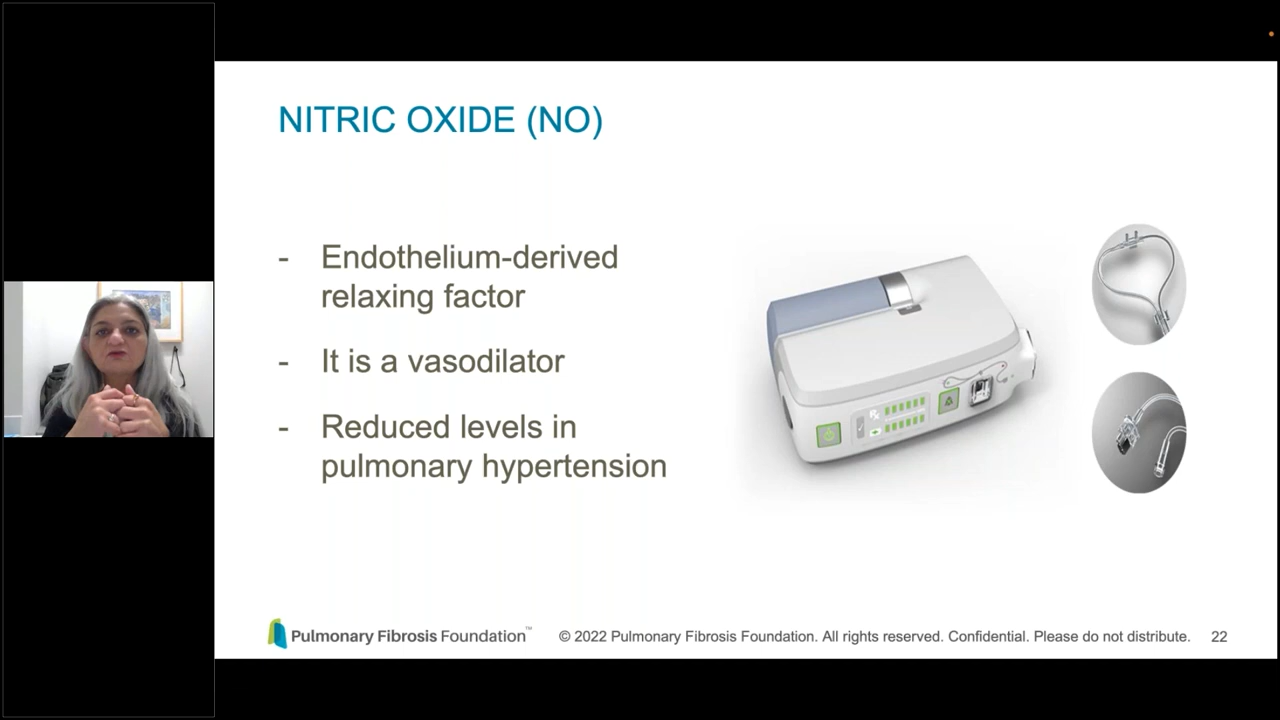 NITRIC OXIDE (NO)
- Endothelium-derived
relaxing factor
- It is a vasodilator
- Reduced levels in
pulmonary hypertension
Rx
Pulmonary Fibrosis Foundation™
© 2022 Pulmonary Fibrosis Foundation. All rights reserved. Confidential. Please do not distribute. 22